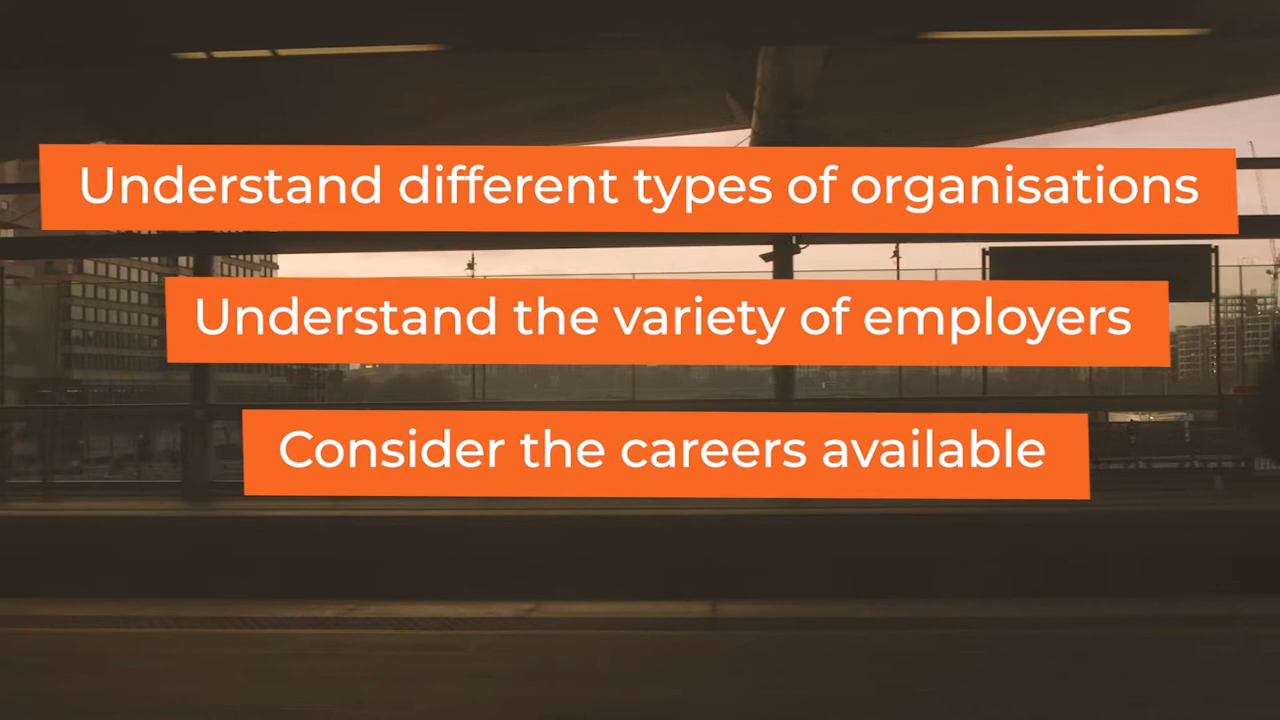 Understand different types of organisations
Understand the variety of employers
Consider the careers available